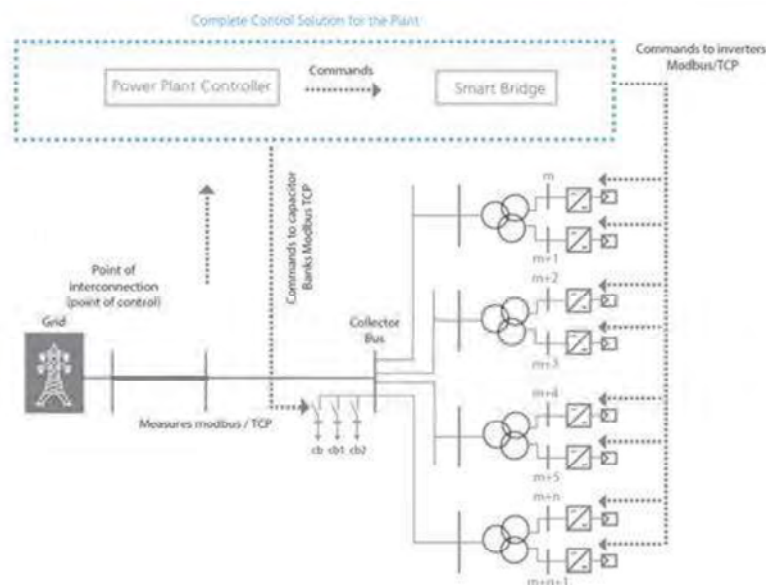 Complete Control Solution for the Plant
Commands to inverters
Modbus/TCP
Commands
Power Plant Controller
Smart Bridge
Commands to capacitor
Banks Modbus TCP
Point of
interconnection
(point of control)
Grid
Collector
Bus
Measures modbus / TCP
cb
cb1
cb2
m
m+1
m+2
m+3
m+4
m+5
m+n
m+n+1